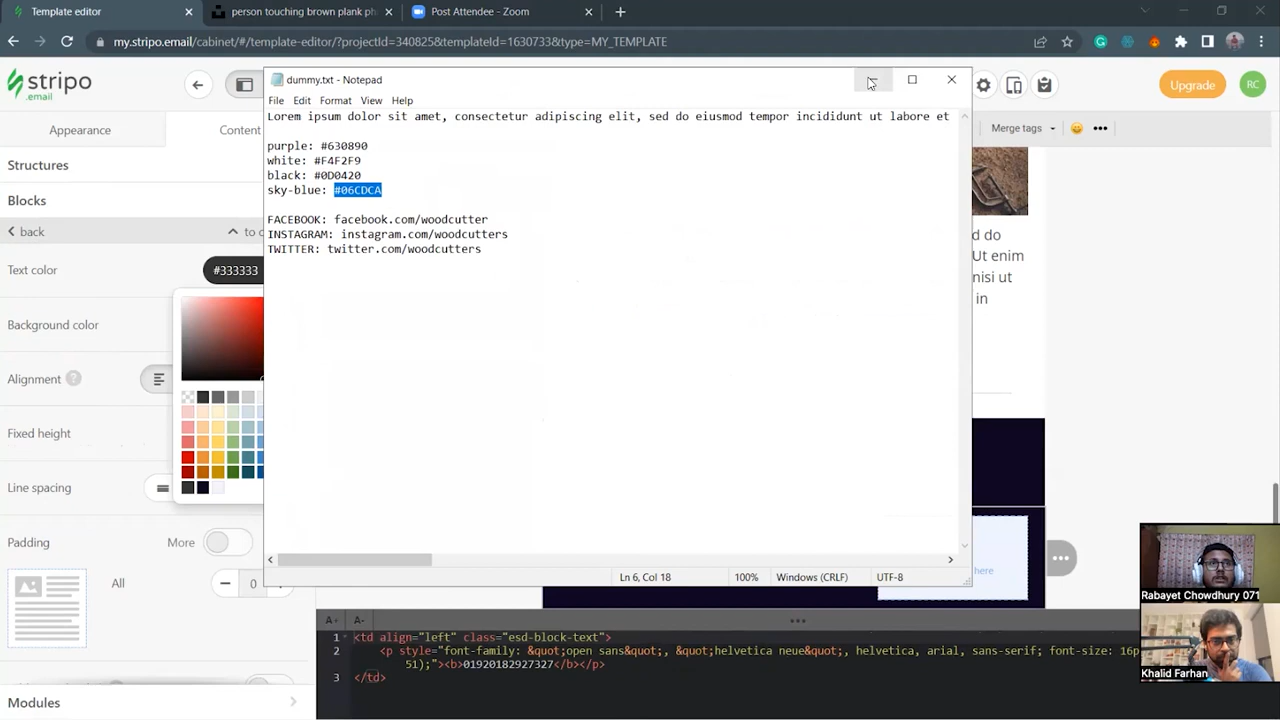 Template editor
person touching brown plank ph
Post Attendee - Zoom
my.stripo.email/cabinet/#/template-editor/?projectId=340825&templateId=1630733&type=MY_TEMPLATE
stripo
.email
Upgrade
RC
dummy.txt - Notepad
File Edit Format View Help
Lorem ipsum dolor sit amet, consectetur adipiscing elit, sed do eiusmod tempor incididunt ut labore et
purple: #630890
white: #F4F2F9
black: #0D0420
sky-blue: #06CDCA
FACEBOOK: facebook.com/woodcutter
INSTAGRAM: instagram.com/woodcutters
TWITTER: twitter.com/woodcutters
Ln 6, Col 18
100%
Windows (CRLF)
UTF-8
Appearance
Content
Structures
Blocks
back
to c
Text color
#333333
Background color
Alignment
?
Fixed height
Line spacing
Padding
More
All
0
Modules
Merge tags
d do
Ut enim
nisi ut
in
here
A+ A-
1 <td align="left" class="esd-block-text">
2 <p style="font-family: &quot;open sans&quot;, &quot;helvetica neue&quot;, helvetica, arial, sans-serif; font-size: 16p
51);"><b>01920182927327</b></p>
3 </td>
Rabayet Chowdhury 071
Khalid Farhan